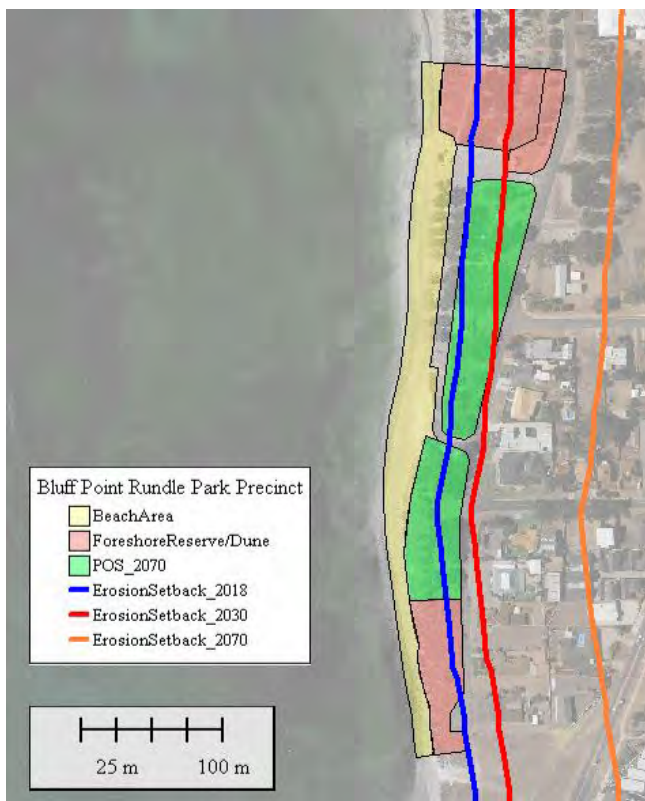 Bluff Point Rundle Park Precinct
BeachArea
ForeshoreReserve/Dune
POS_2070
ErosionSetback_2018
ErosionSetback_2030
ErosionSetback_2070
25 m 100 m